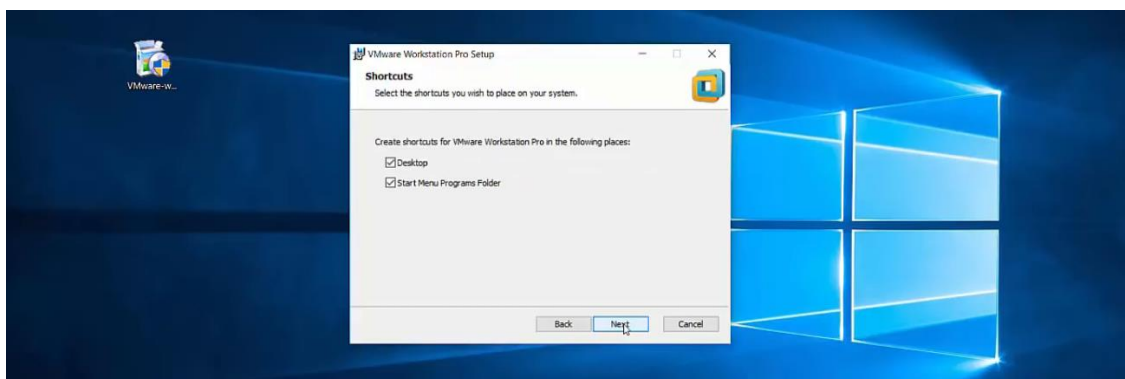 VMware-w...
VMware Workstation Pro Setup
Shortcuts
Select the shortcuts you wish to place on your system.
Create shortcuts for VMware Workstation Pro in the following places:
Desktop
Start Menu Programs Folder
Back Next Cancel